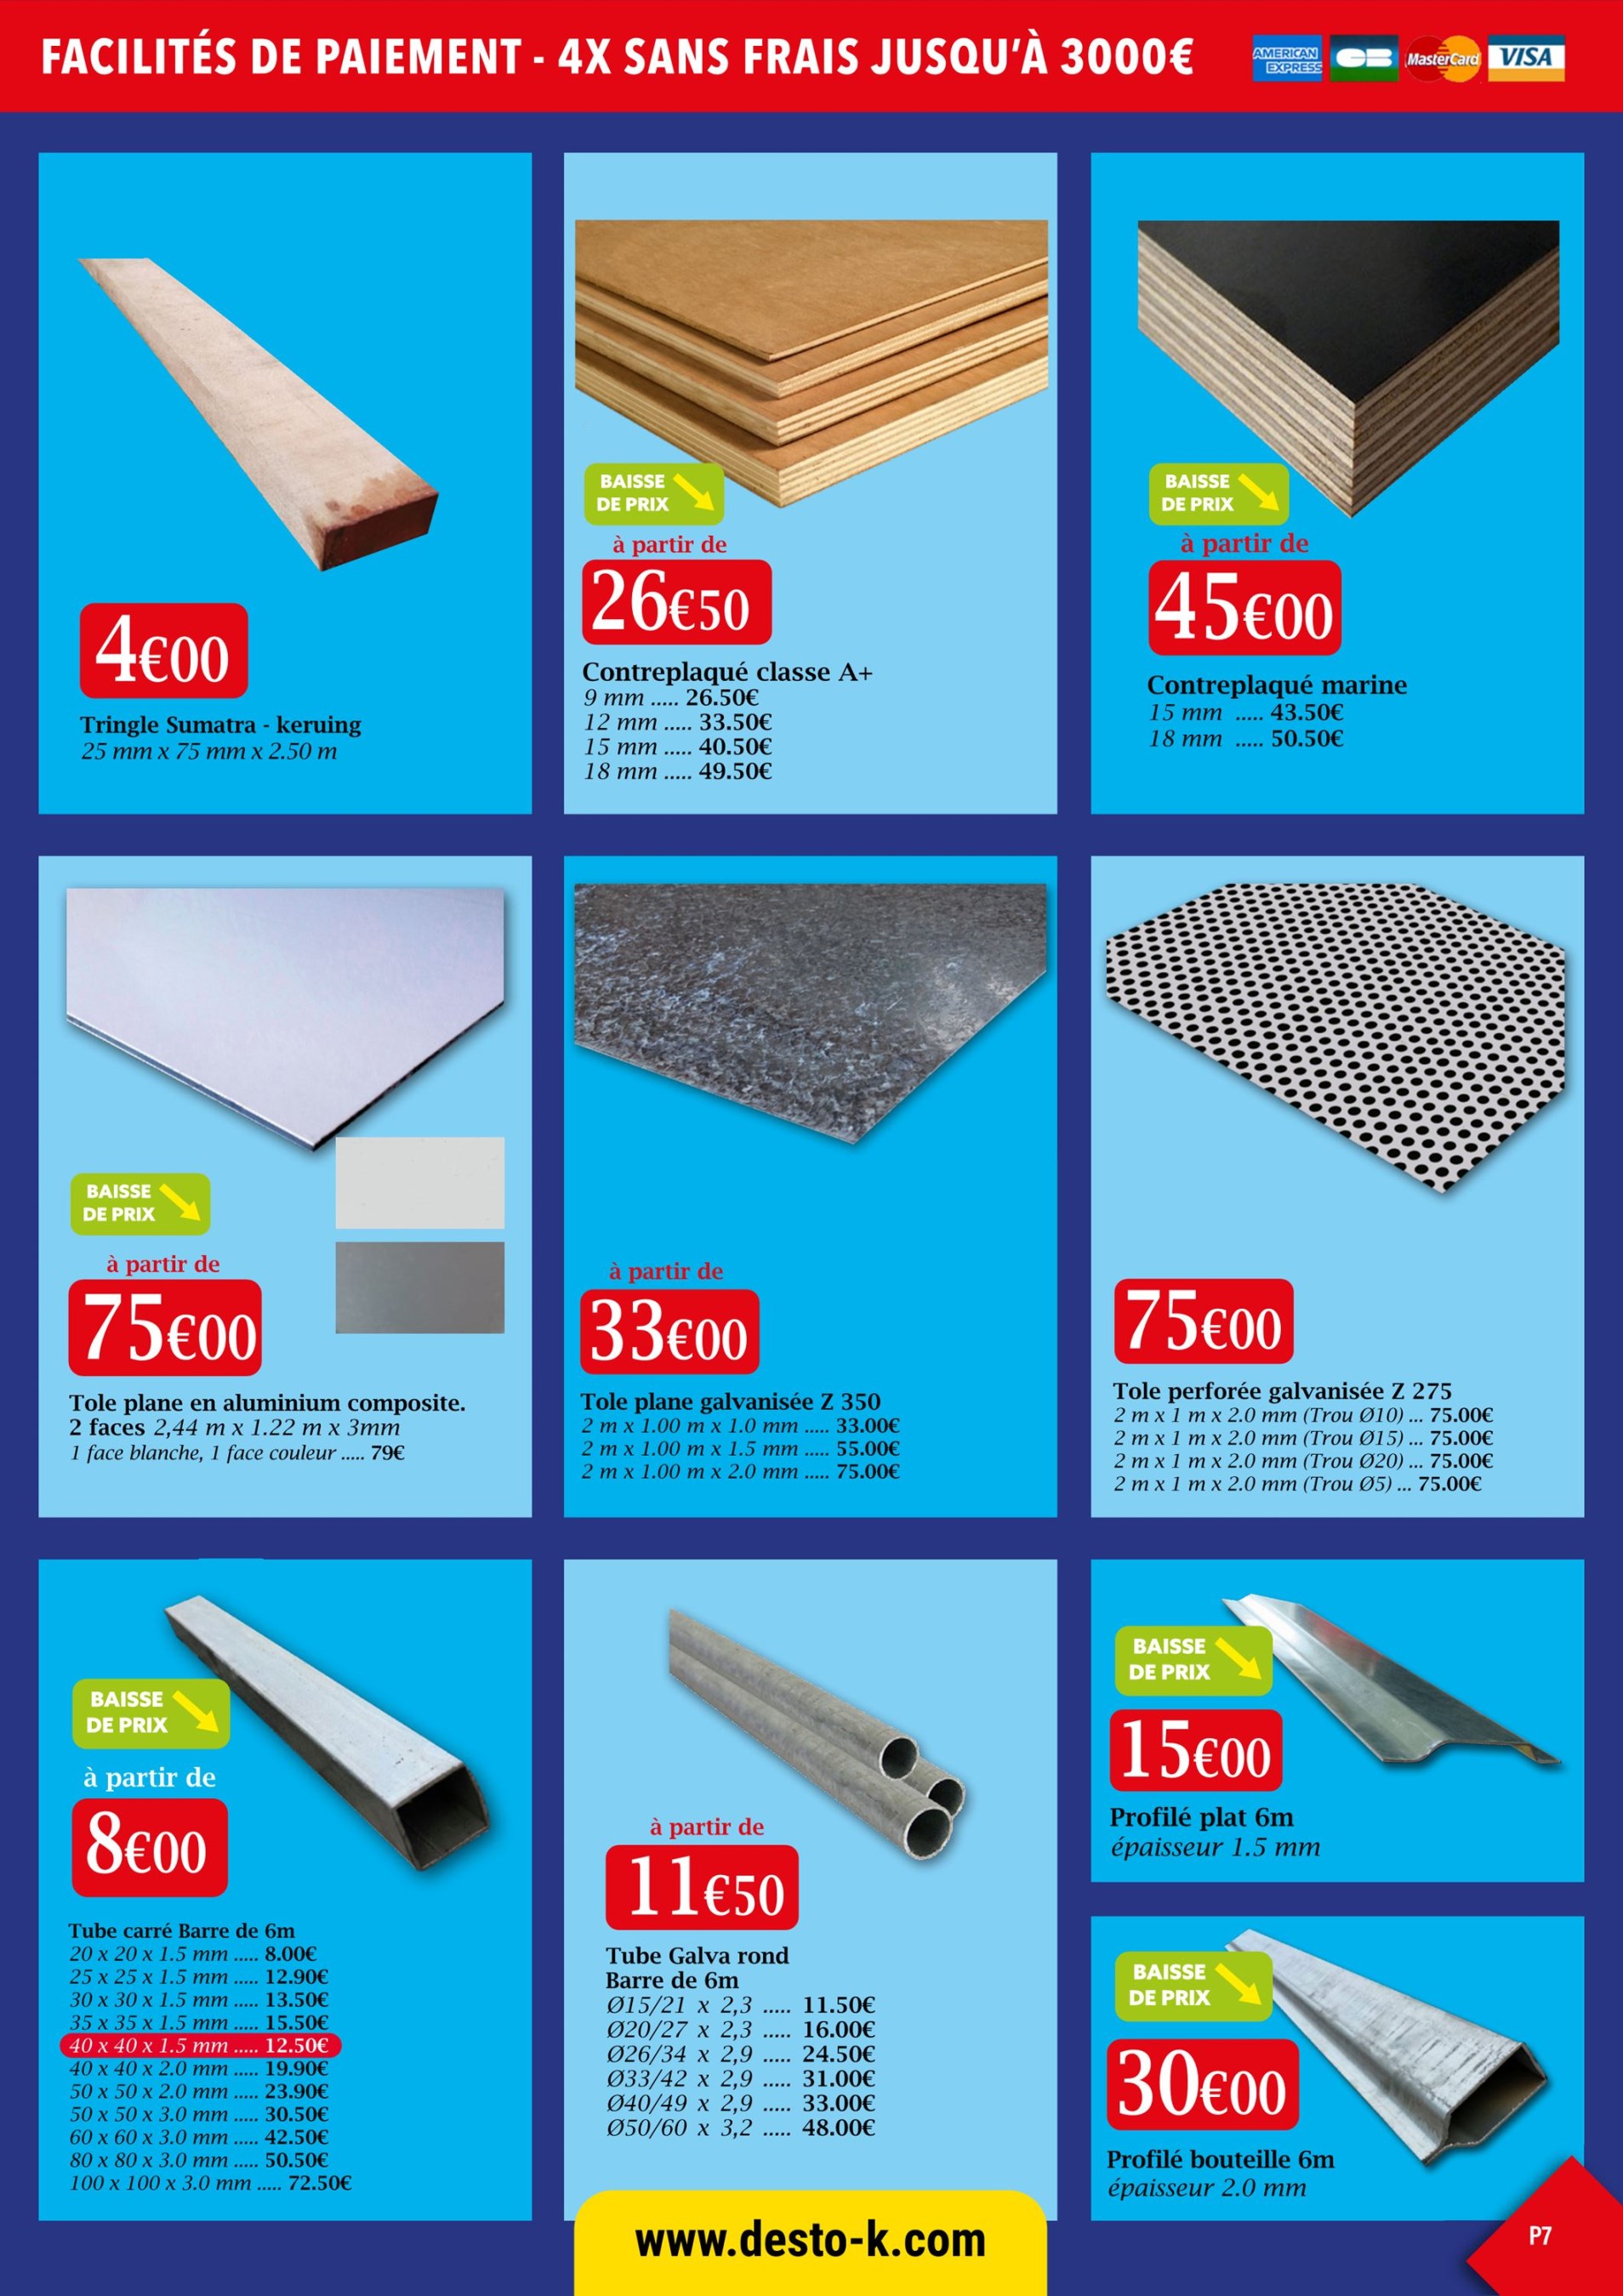 FACILITÉS DE PAIEMENT - 4X SANS FRAIS JUSQU'À 3000€
AMERICAN EXPRESS
CB
MasterCard
VISA
4€00
Tringle Sumatra - keruing
25 mm x 75 mm x 2.50 m
BAISSE
DE PRIX
à partir de
26€50
Contreplaqué classe A+
9 mm ..... 26.50€
12 mm ..... 33.50€
15 mm ..... 40.50€
18 mm ..... 49.50€
BAISSE
DE PRIX
à partir de
45€00
Contreplaqué marine
15 mm ..... 43.50€
18 mm ..... 50.50€
BAISSE
DE PRIX
à partir de
75€00
Tole plane en aluminium composite.
2 faces 2,44 m x 1.22 m x 3mm
1 face blanche, 1 face couleur ..... 79€
à partir de
33€00
Tole plane galvanisée Z 350
2 m x 1.00 m x 1.0 mm ..... 33.00€
2 m x 1.00 m x 1.5 mm ..... 55.00€
2 m x 1.00 m x 2.0 mm ..... 75.00€
75€00
Tole perforée galvanisée Z 275
2 m x 1 m x 2.0 mm (Trou Ø10) ... 75.00€
2 m x 1 m x 2.0 mm (Trou Ø15) ... 75.00€
2 m x 1 m x 2.0 mm (Trou Ø20) ... 75.00€
2 m x 1 m x 2.0 mm (Trou Ø5) ... 75.00€
BAISSE
DE PRIX
à partir de
8€00
Tube carré Barre de 6m
20 x 20 x 1.5 mm ..... 8.00€
25 x 25 x 1.5 mm ..... 12.90€
30 x 30 x 1.5 mm ..... 13.50€
35 x 35 x 1.5 mm ..... 15.50€
40 x 40 x 1.5 mm ..... 12.50€
40 x 40 x 2.0 mm ..... 19.90€
50 x 50 x 2.0 mm ..... 23.90€
50 x 50 x 3.0 mm ..... 30.50€
60 x 60 x 3.0 mm ..... 42.50€
80 x 80 x 3.0 mm ..... 50.50€
100 x 100 x 3.0 mm ..... 72.50€
à partir de
11€50
Tube Galva rond
Barre de 6m
Ø15/21 x 2,3 ..... 11.50€
Ø20/27 x 2,3 ..... 16.00€
Ø26/34 x 2,9 ..... 24.50€
Ø33/42 x 2,9 ..... 31.00€
Ø40/49 x 2,9 ..... 33.00€
Ø50/60 x 3,2 ..... 48.00€
BAISSE
DE PRIX
15€00
Profilé plat 6m
épaisseur 1.5 mm
BAISSE
DE PRIX
30€00
Profilé bouteille 6m
épaisseur 2.0 mm
www.desto-k.com
P7